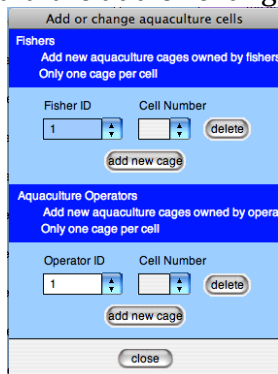 Add or change aquaculture cells
Fishers
Add new aquaculture cages owned by fishers
Only one cage per cell
Fisher ID Cell Number
1 delete
add new cage
Aquaculture Operators
Add new aquaculture cages owned by opera
Only one cage per cell
Operator ID Cell Number
1 delete
add new cage
close